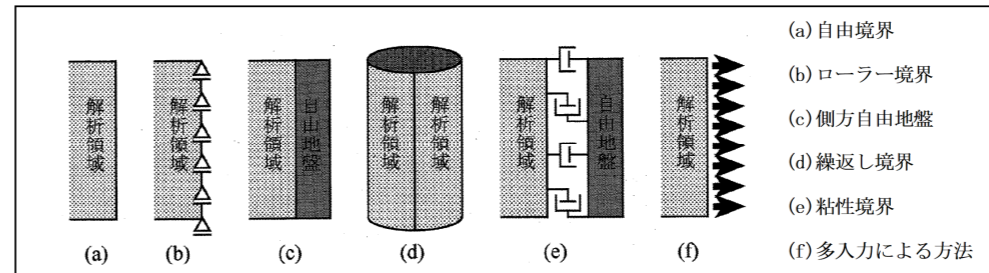 解析領域
解析領域
解析領域
自由地盤
解析領域
解析領域
解析領域
自由地盤
解析領域
(a)
(b)
(c)
(d)
(e)
(f)
(a)自由境界
(b)ローラー境界
(c)側方自由地盤
(d)繰返し境界
(e)粘性境界
(f)多入力による方法